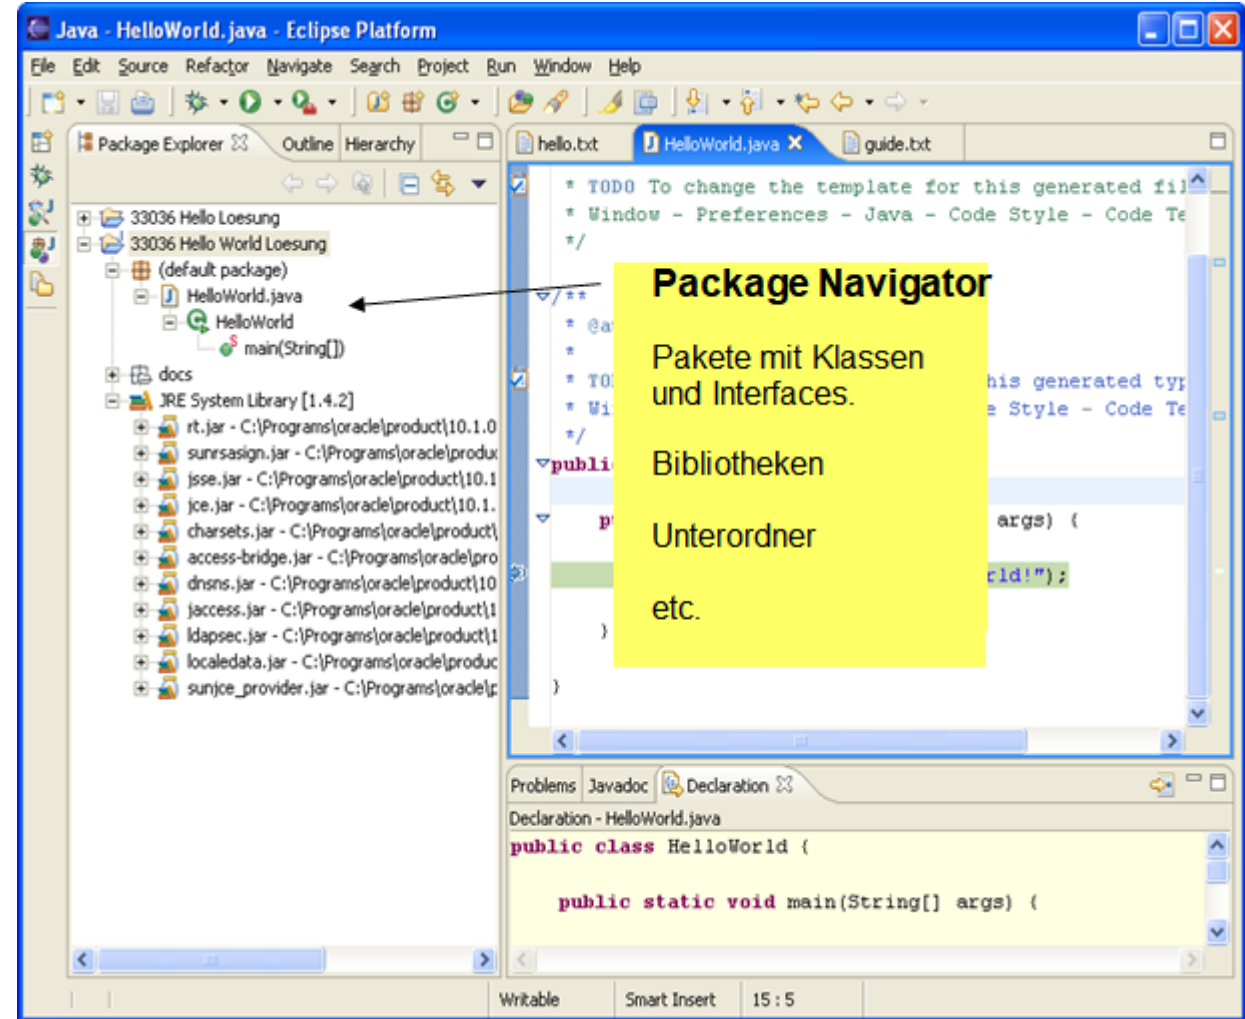 Java - HelloWorld.java - Eclipse Platform
File Edit Source Refactor Navigate Search Project Run Window Help
Package Explorer Outline Hierarchy
33036 Hello Loesung
33036 Hello World Loesung
(default package)
HelloWorld.java
HelloWorld
main(String[])
docs
JRE System Library [1.4.2]
rt.jar - C:\Programs\oracle\product\10.1.0
sunrsasign.jar - C:\Programs\oracle\produc
jsse.jar - C:\Programs\oracle\product\10.1
jce.jar - C:\Programs\oracle\product\10.1.
charsets.jar - C:\Programs\oracle\product\
access-bridge.jar - C:\Programs\oracle\pro
dnsns.jar - C:\Programs\oracle\product\10
jaccess.jar - C:\Programs\oracle\product\1
ldapsec.jar - C:\Programs\oracle\product\1
localedata.jar - C:\Programs\oracle\produc
sunjce_provider.jar - C:\Programs\oracle\p
hello.txt HelloWorld.java guide.txt
* TODO To change the template for this generated fil
* Window - Preferences - Java - Code Style - Code Te
*/
/**
* @a
*
* TO his generated typ
* Wi e Style - Code Te
*/
publi
p args) {
rld!");
}
}
Package Navigator
Pakete mit Klassen
und Interfaces.
Bibliotheken
Unterordner
etc.
Problems Javadoc Declaration
Declaration - HelloWorld.java
public class HelloWorld {
public static void main(String[] args) {
Writable Smart Insert 15 : 5